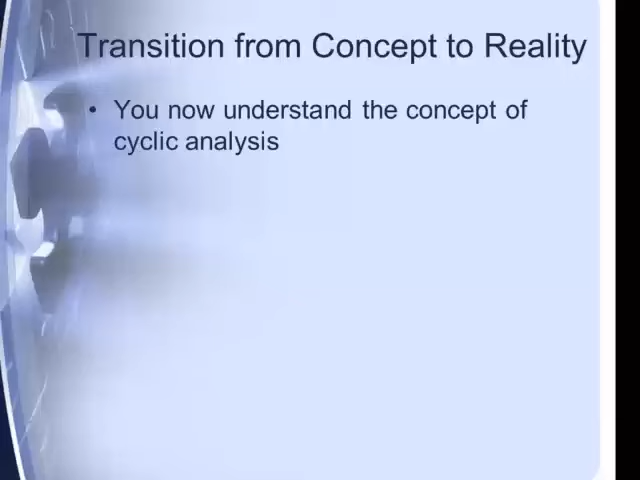 Transition from Concept to Reality
• You now understand the concept of
cyclic analysis